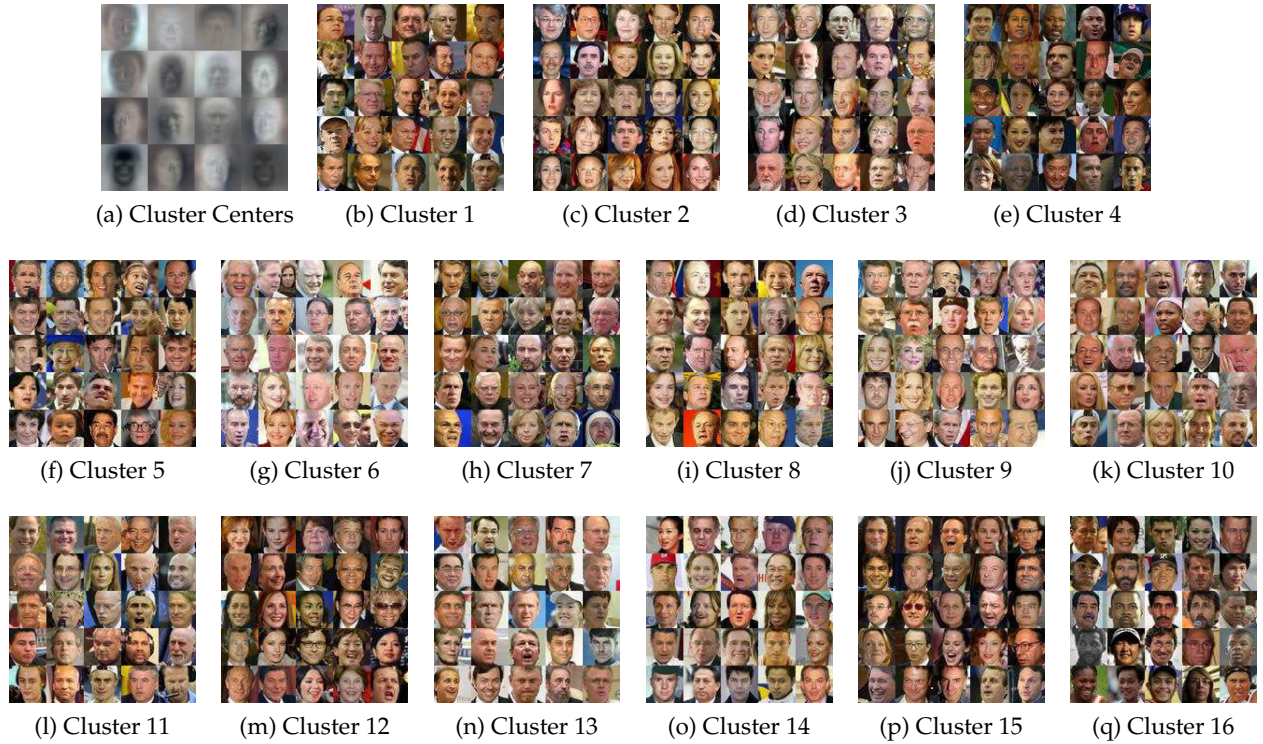 (a) Cluster Centers
(b) Cluster 1
(c) Cluster 2
(d) Cluster 3
(e) Cluster 4
(f) Cluster 5
(g) Cluster 6
(h) Cluster 7
(i) Cluster 8
(j) Cluster 9
(k) Cluster 10
(l) Cluster 11
(m) Cluster 12
(n) Cluster 13
(o) Cluster 14
(p) Cluster 15
(q) Cluster 16